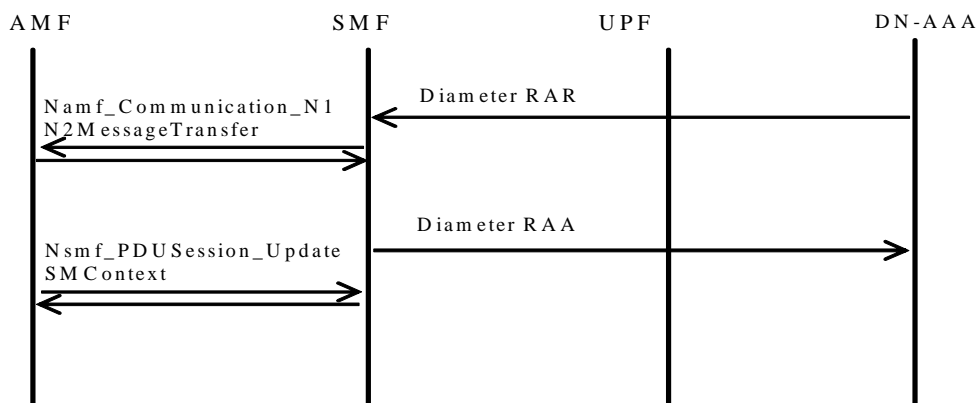 AMF
SMF
UPF
DN-AAA
Diameter RAR
Namf_Communication_N1
N2MessageTransfer
Diameter RAA
Nsmf_PDUSession_Update
SMContext